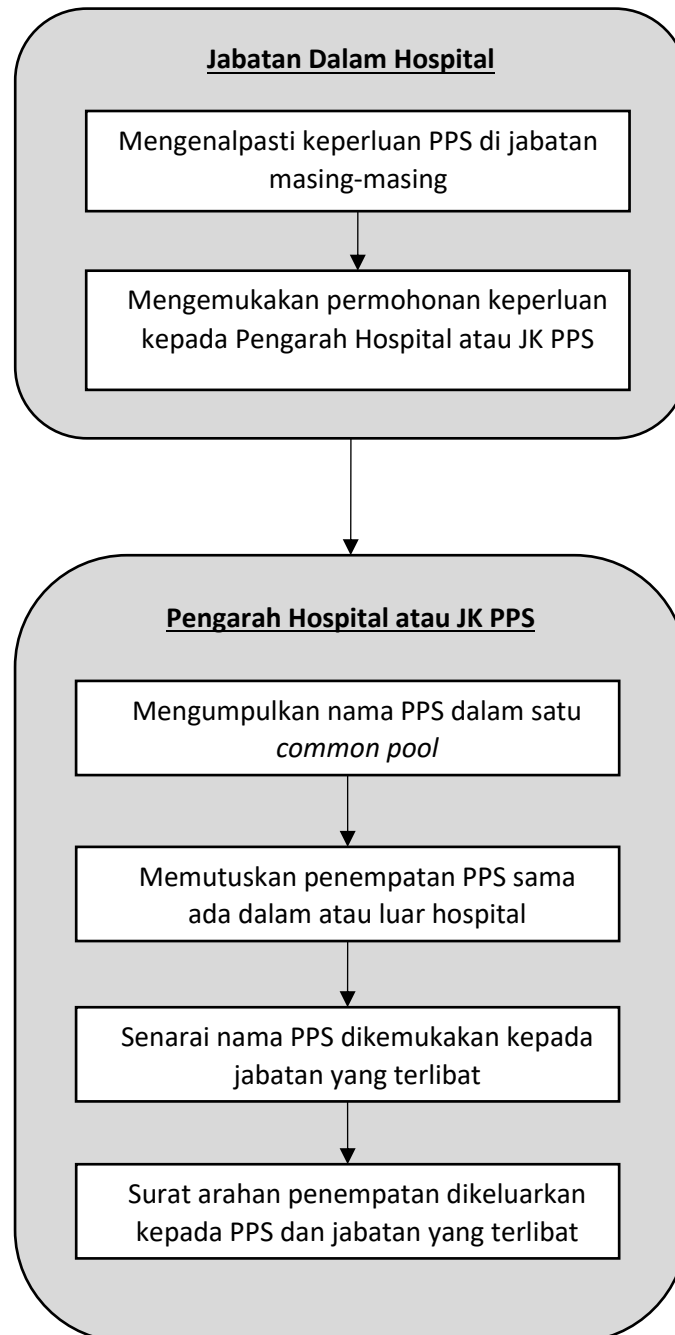 Jabatan Dalam Hospital
Mengenalpasti keperluan PPS di jabatan
masing-masing
Mengemukakan permohonan keperluan
kepada Pengarah Hospital atau JK PPS
Pengarah Hospital atau JK PPS
Mengumpulkan nama PPS dalam satu
common pool
Memutuskan penempatan PPS sama
ada dalam atau luar hospital
Senarai nama PPS dikemukakan kepada
jabatan yang terlibat
Surat arahan penempatan dikeluarkan
kepada PPS dan jabatan yang terlibat